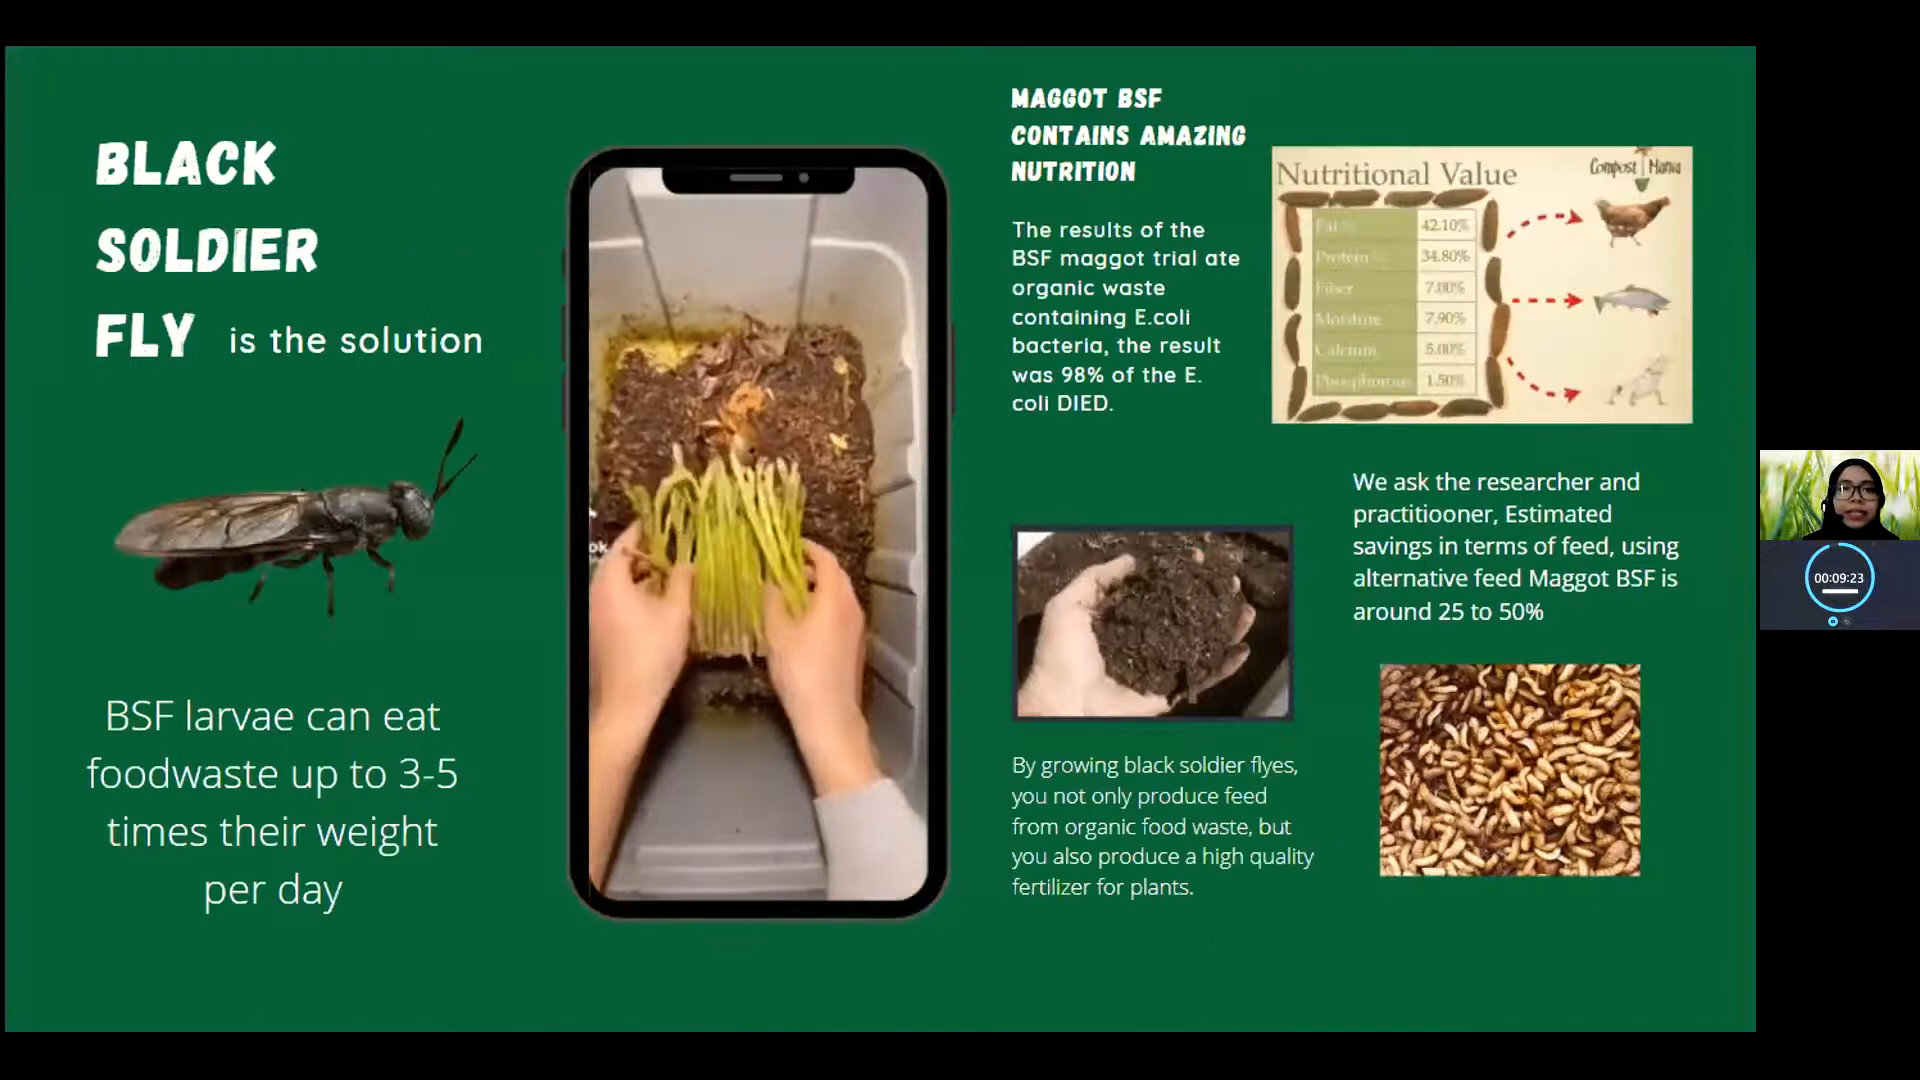 BLACK
SOLDIER
FLY is the solution
BSF larvae can eat
foodwaste up to 3-5
times their weight
per day
ok
MAGGOT BSF
CONTAINS AMAZING
NUTRITION
The results of the
BSF maggot trial ate
organic waste
containing E.coli
bacteria, the result
was 98% of the E.
coli DIED.
Nutritional Value
Compost Mania
Fat % 42.10%
Protein % 34.80%
Fiber 7.00%
Moisture 7.90%
Calcium 5.00%
Phosphorous 1.50%
We ask the researcher and
practitiooner, Estimated
savings in terms of feed, using
alternative feed Maggot BSF is
around 25 to 50%
By growing black soldier flyes,
you not only produce feed
from organic food waste, but
you also produce a high quality
fertilizer for plants.
00:09:23